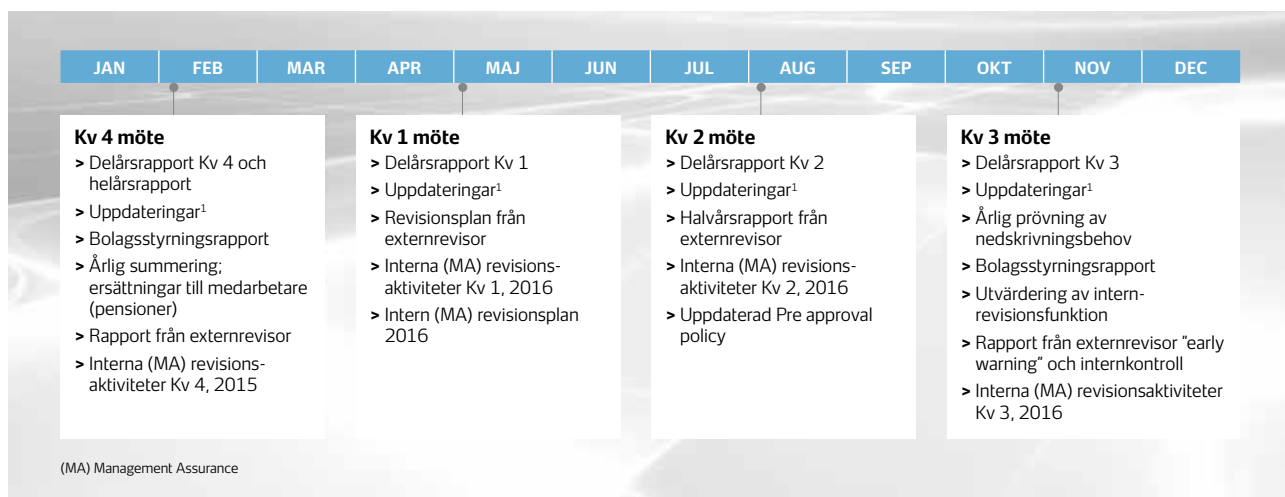 JAN FEB MAR APR MAJ JUN JUL AUG SEP OKT NOV DEC
Kv 4 möte
> Delårsrapport Kv 4 och
helårsrapport
> Uppdateringar¹
> Bolagsstyrningsrapport
> Årlig summering;
ersättningar till medarbetare
(pensioner)
> Rapport från externrevisor
> Interna (MA) revisions-
aktiviteter Kv 4, 2015
Kv 1 möte
> Delårsrapport Kv 1
> Uppdateringar¹
> Revisionsplan från
externrevisor
> Interna (MA) revisions-
aktiviteter Kv 1, 2016
> Intern (MA) revisionsplan
2016
Kv 2 möte
> Delårsrapport Kv 2
> Uppdateringar¹
> Halvårsrapport från
externrevisor
> Interna (MA) revisions-
aktiviteter Kv 2, 2016
> Uppdaterad Pre approval
policy
Kv 3 möte
> Delårsrapport Kv 3
> Uppdateringar¹
> Årlig prövning av
nedskrivningsbehov
> Bolagsstyrningsrapport
> Utvärdering av intern-
revisionsfunktion
> Rapport från externrevisor "early
warning" och internkontroll
> Interna (MA) revisionsaktiviteter
Kv 3, 2016
(MA) Management Assurance